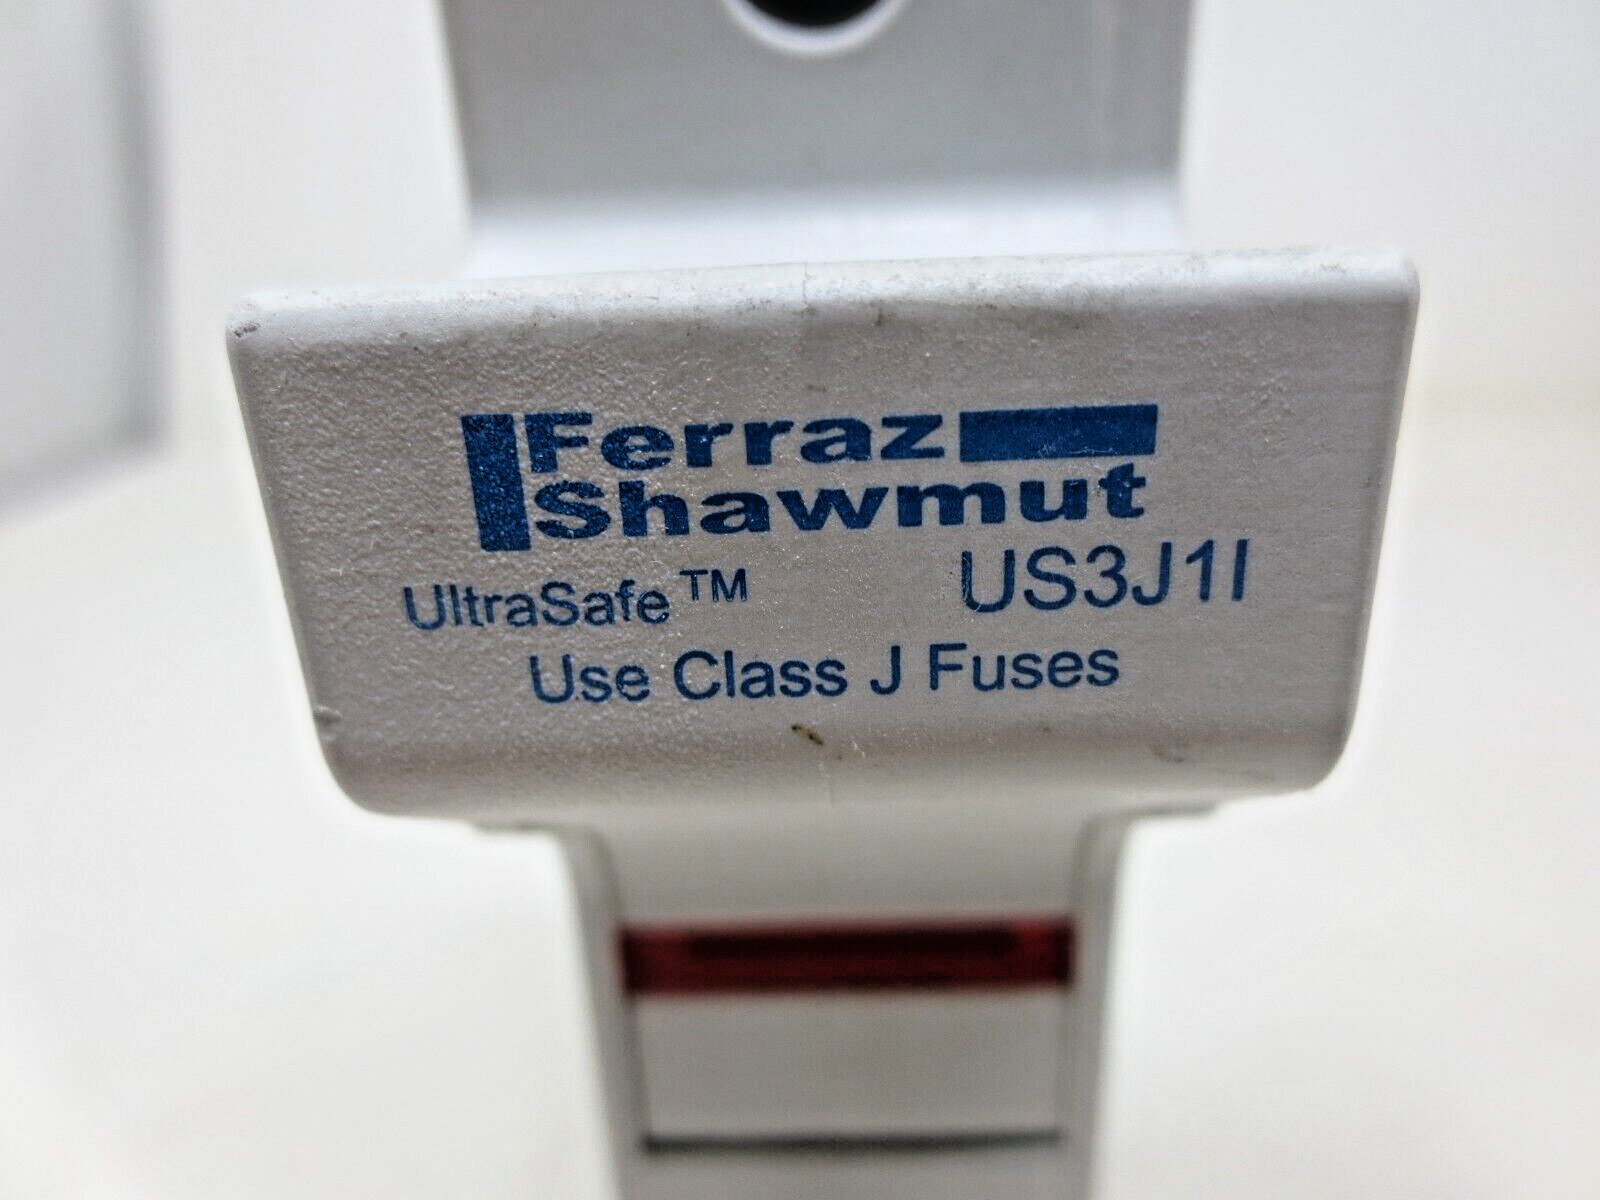 Ferraz
Shawmut
UltraSafe™ US3J1I
Use Class J Fuses